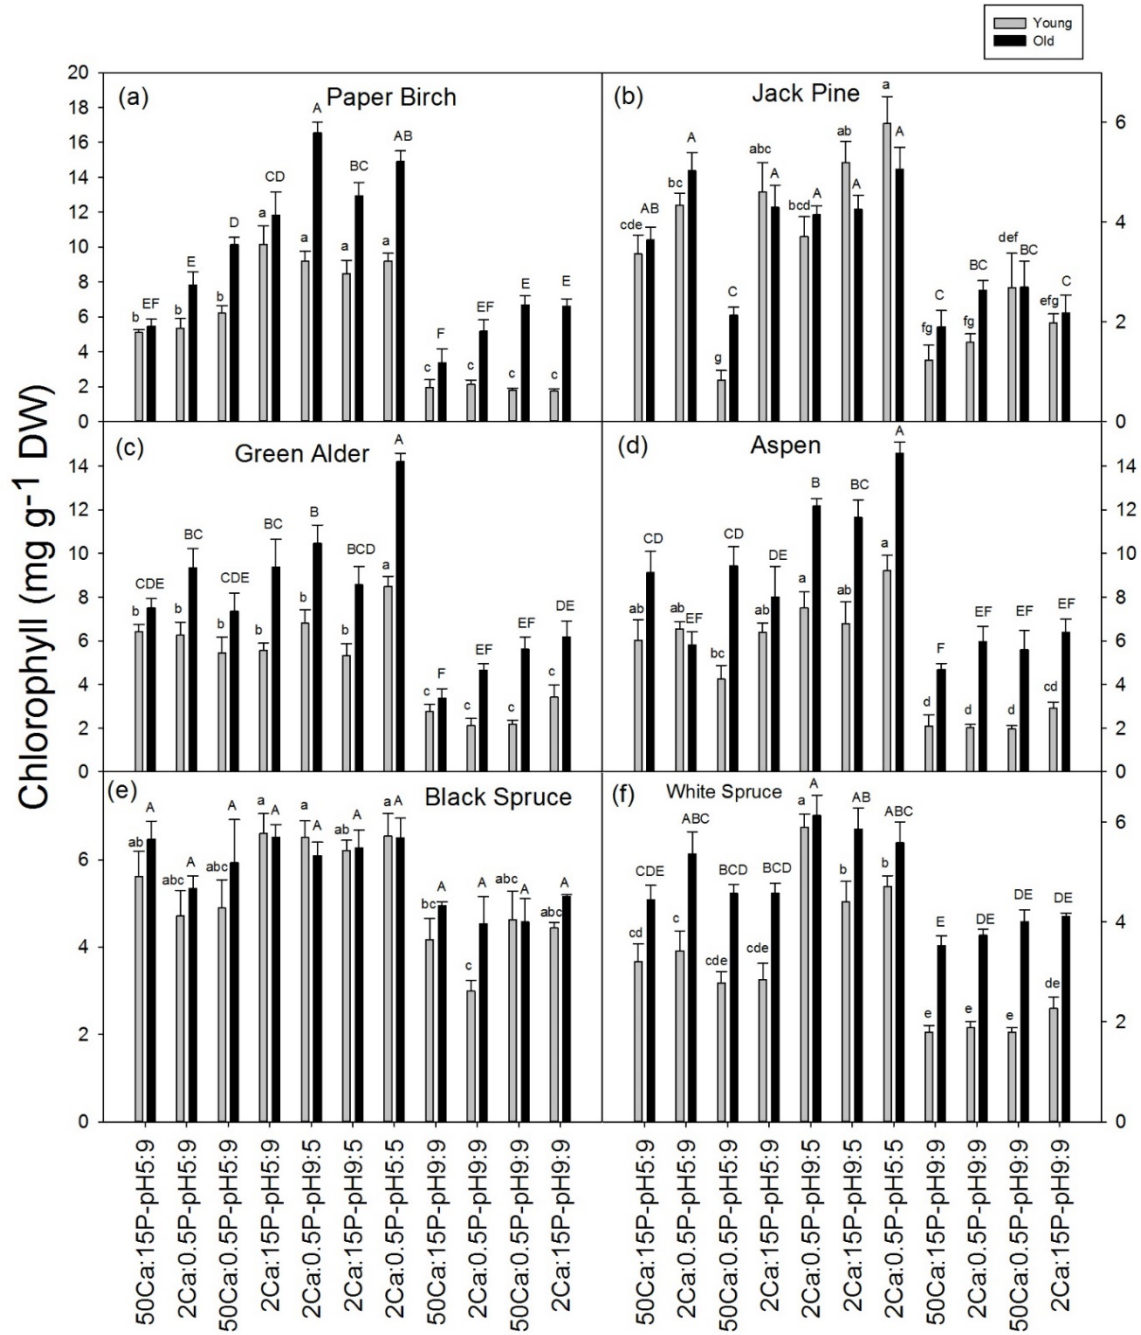 Young
Old
Chlorophyll (mg g-1 DW)
(a) Paper Birch
20
18
16
14
12
10
8
6
4
2
0
b EF b E b D a CD a A a BC a AB c F c EF c E c E
(b) Jack Pine
6
4
2
0
cde AB bc A g C abc A bcd A ab A a A fg C fg BC def BC efg C
(c) Green Alder
14
12
10
8
6
4
2
0
b CDE b BC b CDE b BC b B b BCD a A c F c EF c EF c DE
(d) Aspen
14
12
10
8
6
4
2
0
ab CD ab EF bc CD ab DE a B ab BC a A d F d EF d EF cd EF
(e) Black Spruce
6
4
2
0
ab A abc A abc A a A a A ab A a A bc A c A abc A abc A
(f) White Spruce
6
4
2
0
cd CDE c ABC cde BCD cde BCD a A b AB b ABC e E e DE e DE de DE
50Ca:15P-pH5:9
2Ca:0.5P-pH5:9
50Ca:0.5P-pH5:9
2Ca:15P-pH5:9
2Ca:0.5P-pH9:5
2Ca:15P-pH9:5
2Ca:0.5P-pH5:5
50Ca:15P-pH9:9
2Ca:0.5P-pH9:9
50Ca:0.5P-pH9:9
2Ca:15P-pH9:9
50Ca:15P-pH5:9
2Ca:0.5P-pH5:9
50Ca:0.5P-pH5:9
2Ca:15P-pH5:9
2Ca:0.5P-pH9:5
2Ca:15P-pH9:5
2Ca:0.5P-pH5:5
50Ca:15P-pH9:9
2Ca:0.5P-pH9:9
50Ca:0.5P-pH9:9
2Ca:15P-pH9:9